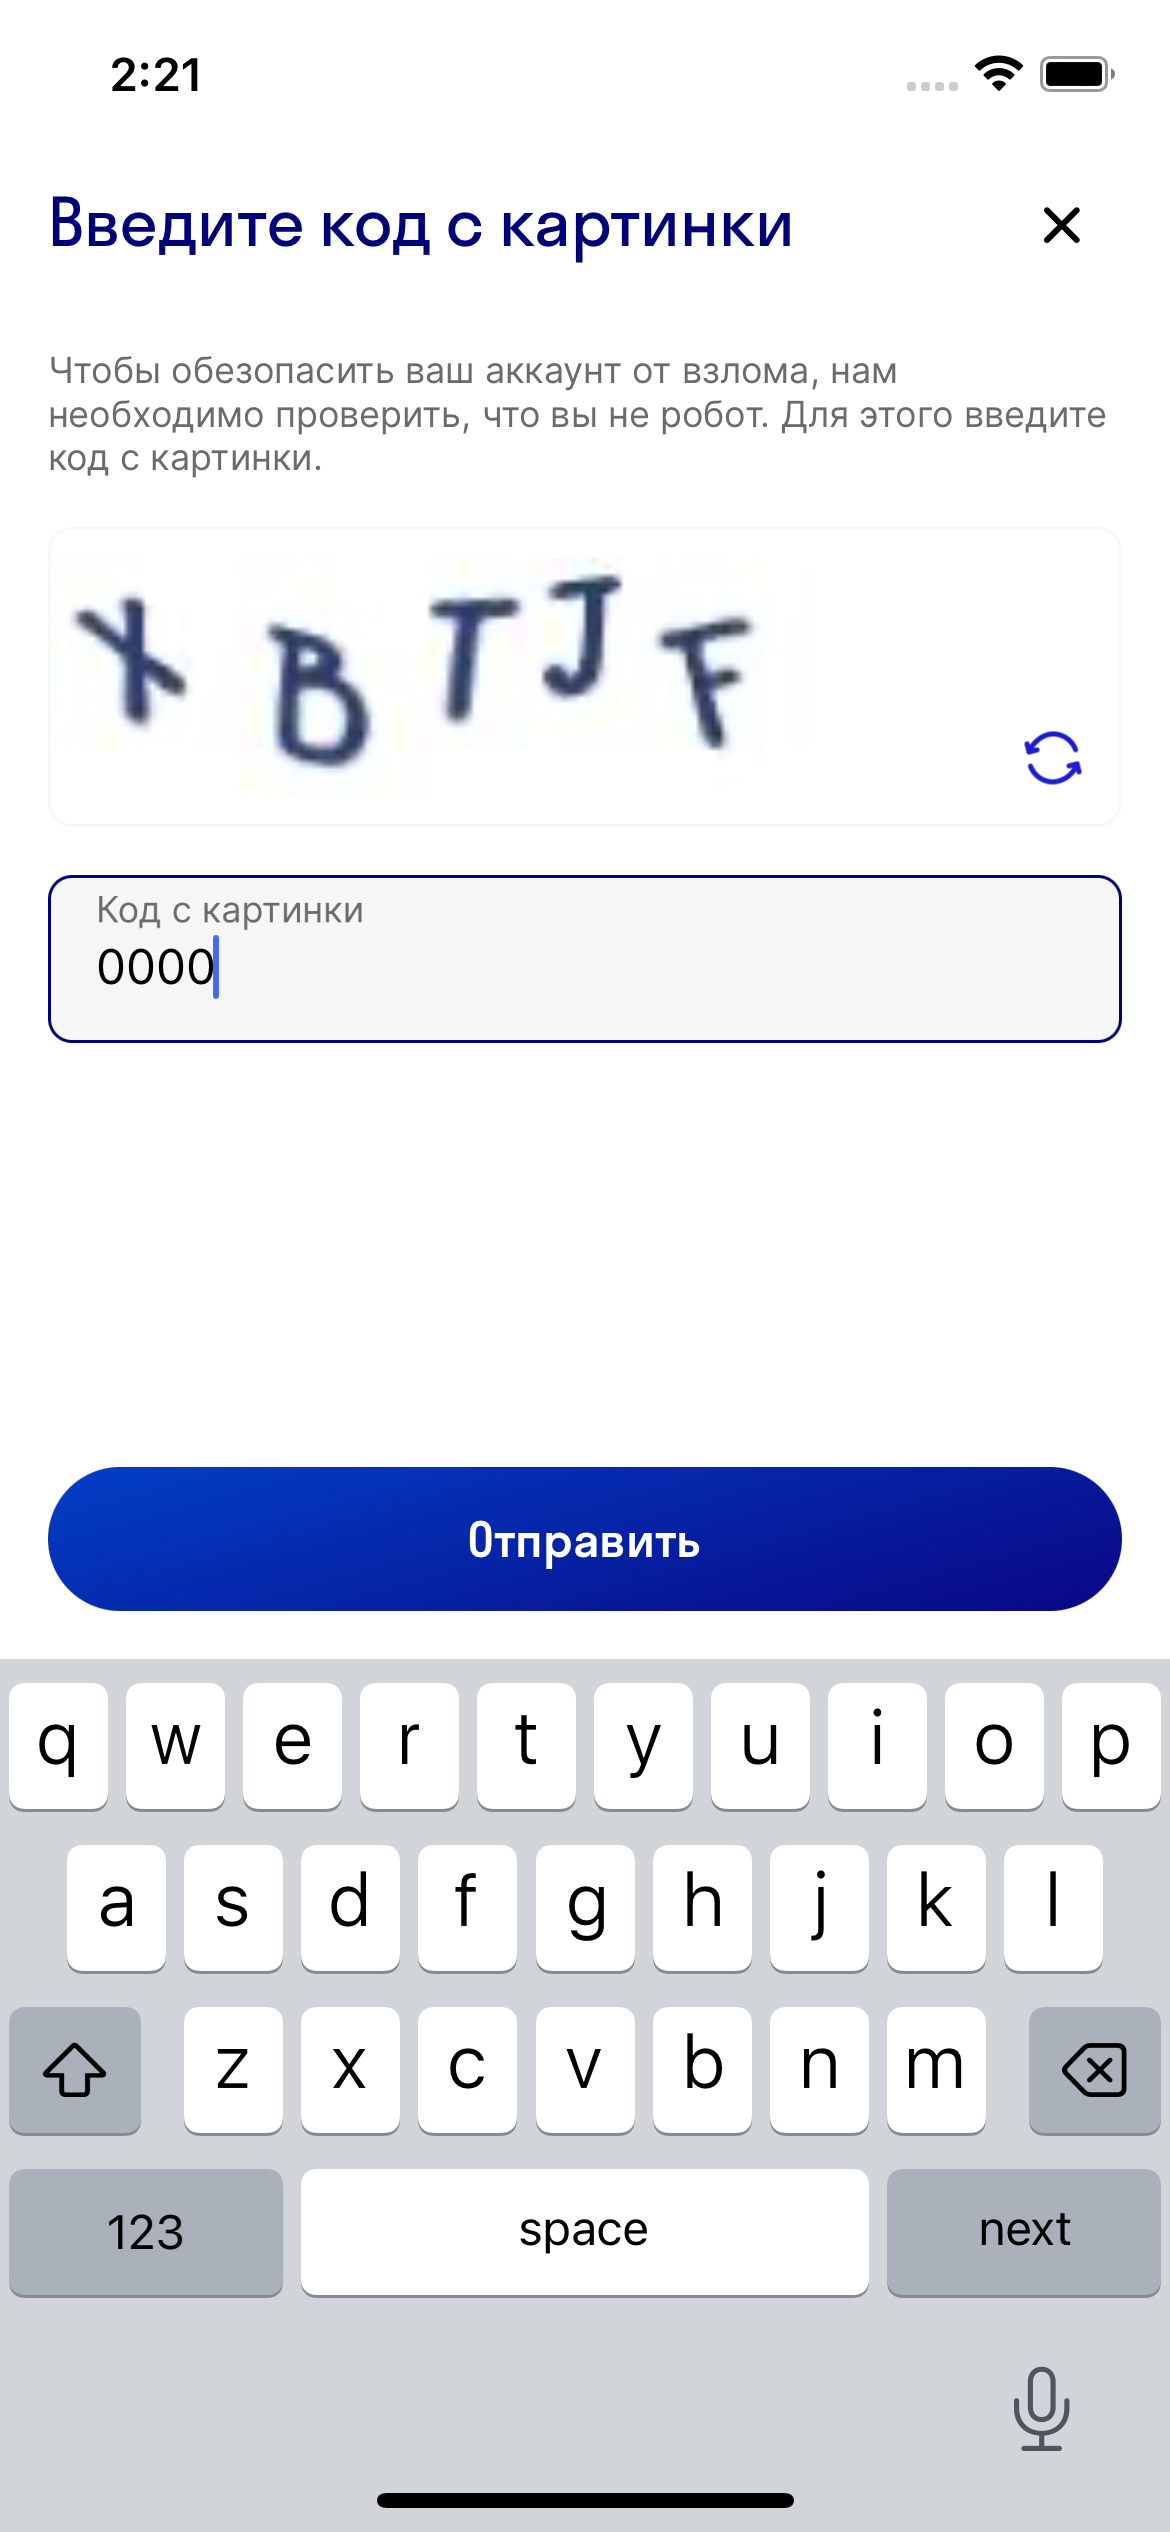 2:21
Введите код с картинки
Чтобы обезопасить ваш аккаунт от взлома, нам
необходимо проверить, что вы не робот. Для этого введите
код с картинки.
XBTJF
Код с картинки
0000
Отправить
q w e r t y u i o p
a s d f g h j k l
z x c v b n m
123 space next